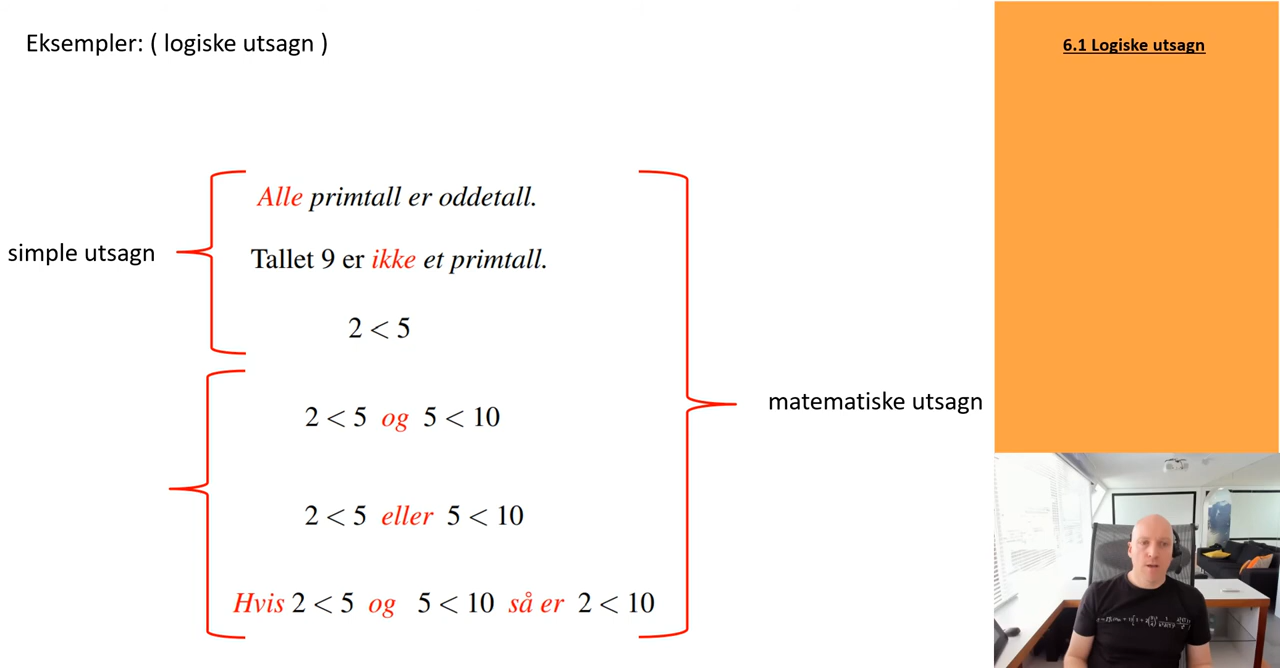 Eksempler: ( logiske utsagn )
6.1 Logiske utsagn
Alle primtall er oddetall.
simple utsagn
Tallet 9 er ikke et primtall.
2 < 5
2 < 5 og 5 < 10
matematiske utsagn
2 < 5 eller 5 < 10
Hvis 2 < 5 og 5 < 10 så er 2 < 10